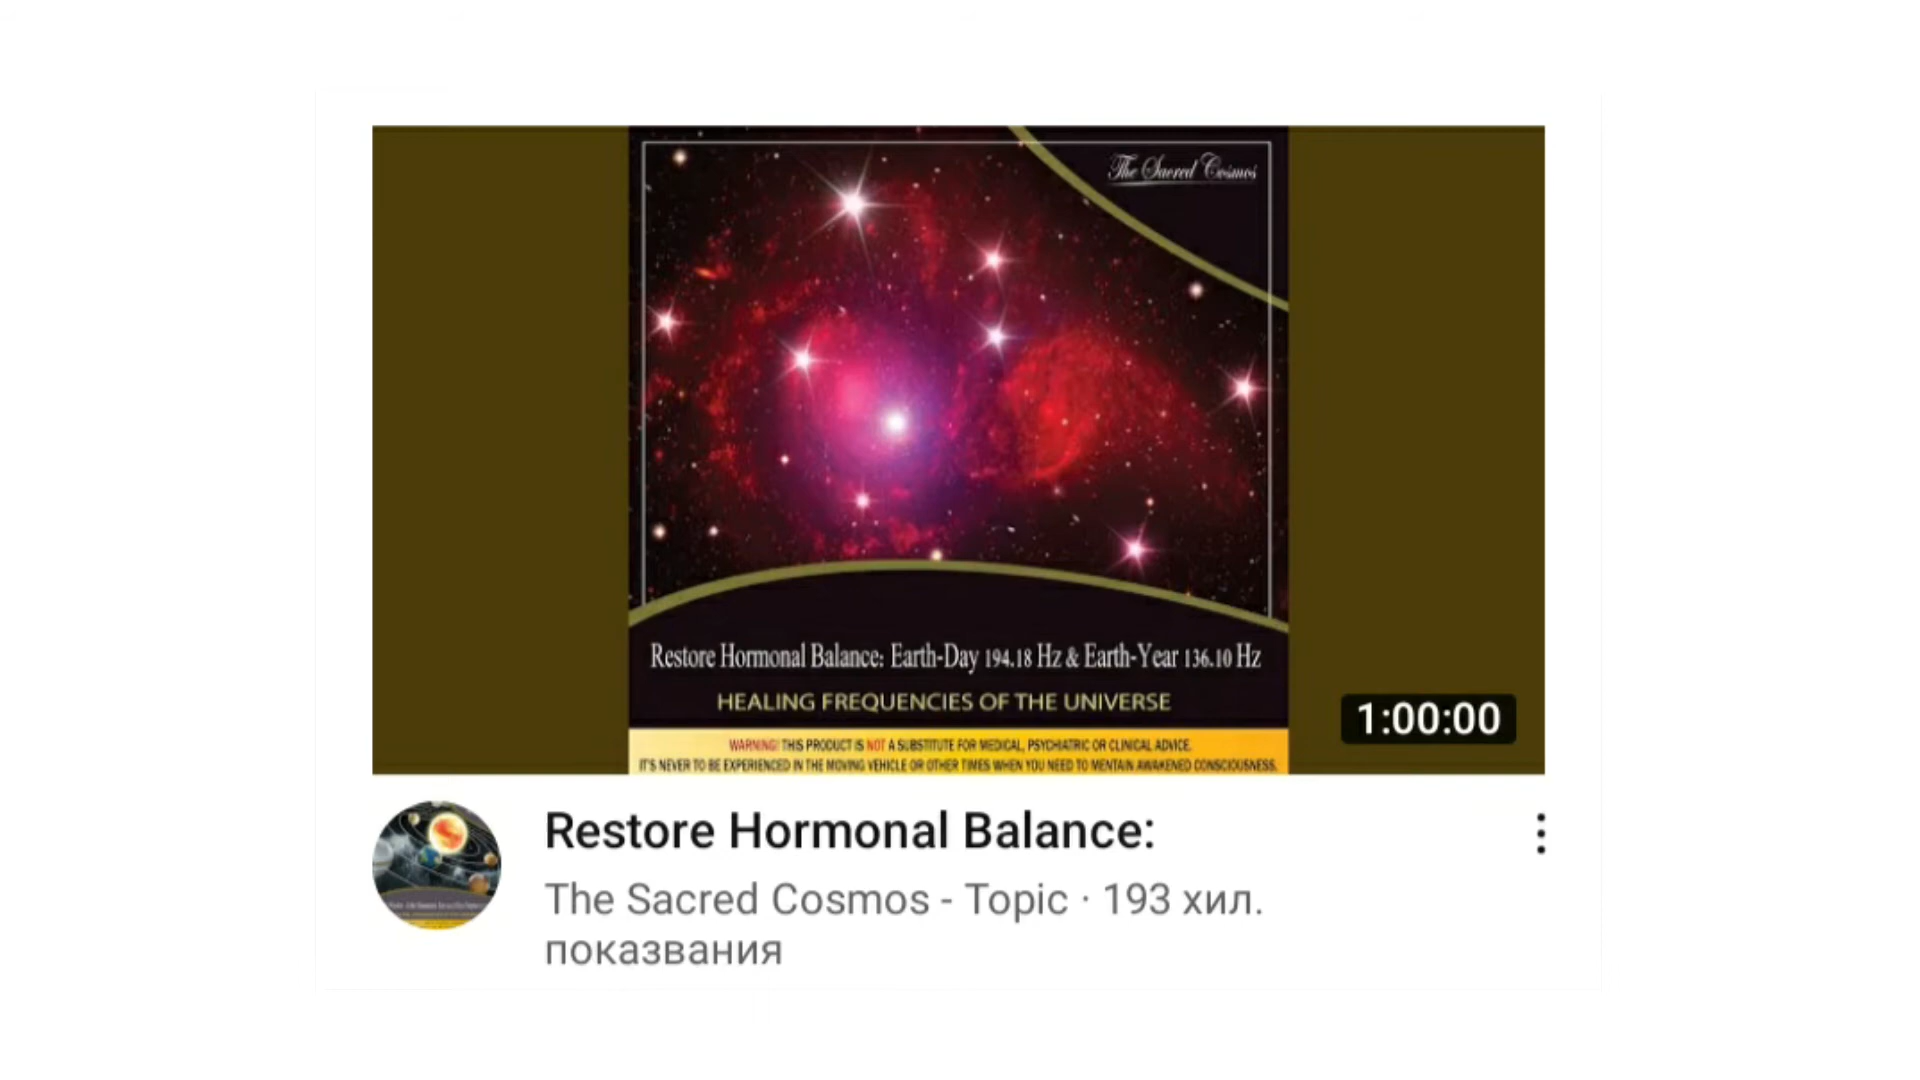 The Sacred Cosmos
Restore Hormonal Balance: Earth-Day 194.18 Hz & Earth-Year 136.10 Hz
HEALING FREQUENCIES OF THE UNIVERSE
WARNING! THIS PRODUCT IS NOT A SUBSTITUTE FOR MEDICAL, PSYCHIATRIC OR CLINICAL ADVICE.
IT'S NEVER TO BE EXPERIENCED IN THE MOVING VEHICLE OR OTHER TIMES WHEN YOU NEED TO MENTAIN AWAKENED CONSCIOUSNESS.
1:00:00
Restore Hormonal Balance:
The Sacred Cosmos - Topic · 193 хил.
показвания